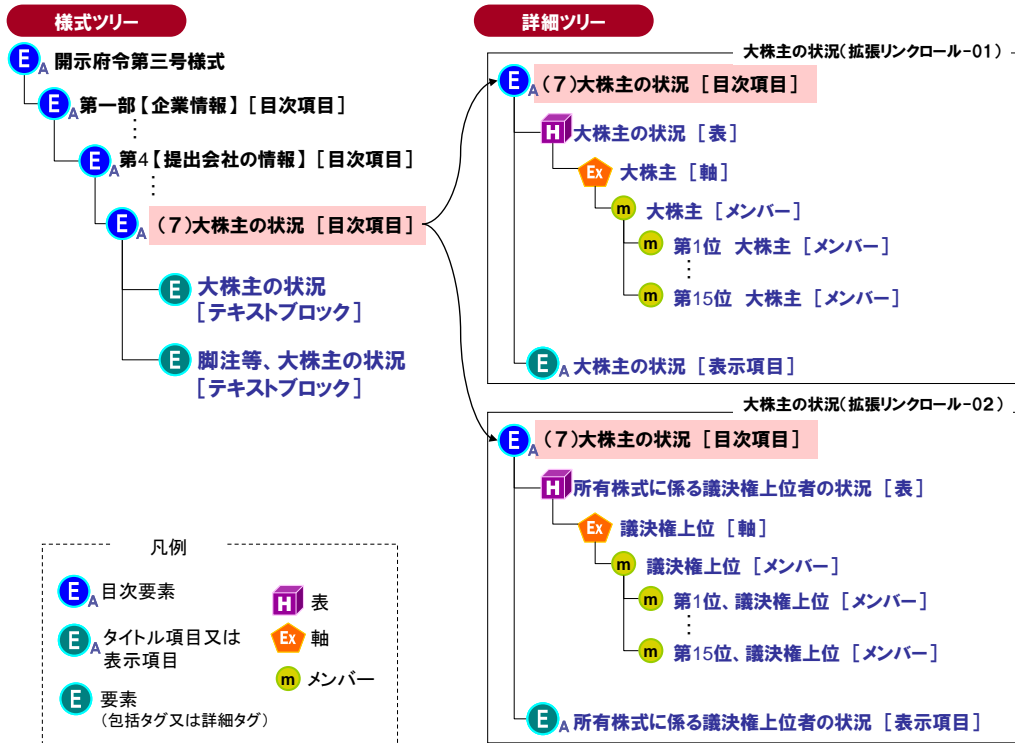 様式ツリー
EA 開示府令第三号様式
EA 第一部【企業情報】［目次項目］
⋮
EA 第4【提出会社の情報】［目次項目］
⋮
EA （7）大株主の状況［目次項目］
E 大株主の状況
［テキストブロック］
E 脚注等、大株主の状況
［テキストブロック］
凡例
EA 目次要素
EA タイトル項目又は
表示項目
E 要素
（包括タグ又は詳細タグ）
H 表
Ex 軸
m メンバー
詳細ツリー
大株主の状況（拡張リンクロール-01）
EA （7）大株主の状況［目次項目］
H 大株主の状況［表］
Ex 大株主［軸］
m 大株主［メンバー］
m 第1位 大株主［メンバー］
⋮
m 第15位 大株主［メンバー］
EA 大株主の状況［表示項目］
大株主の状況（拡張リンクロール-02）
EA （7）大株主の状況［目次項目］
H 所有株式に係る議決権上位者の状況［表］
Ex 議決権上位［軸］
m 議決権上位［メンバー］
m 第1位、議決権上位［メンバー］
⋮
m 第15位、議決権上位［メンバー］
EA 所有株式に係る議決権上位者の状況［表示項目］